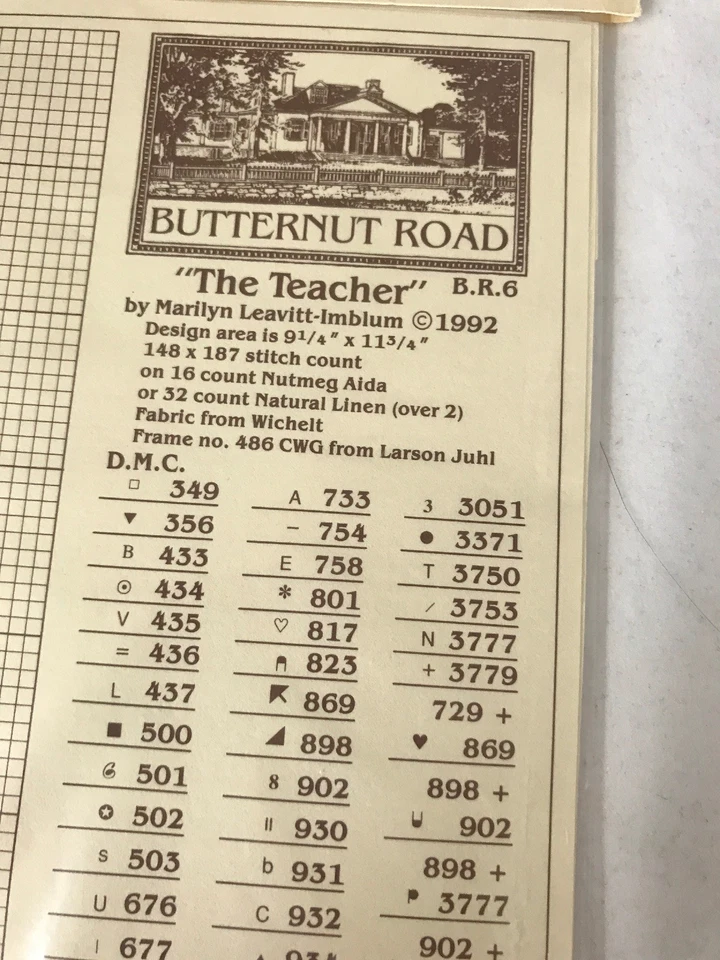 BUTTERNUT ROAD
"The Teacher" B.R.6
by Marilyn Leavitt-Imblum ©1992
Design area is 9¹/₄" x 11³/₄"
148 x 187 stitch count
on 16 count Nutmeg Aida
or 32 count Natural Linen (over 2)
Fabric from Wichelt
Frame no. 486 CWG from Larson Juhl
D.M.C.
□ 349
▼ 356
B 433
⊙ 434
V 435
= 436
L 437
■ 500
6 501
✪ 502
S 503
U 676
| 677
A 733
– 754
E 758
* 801
♡ 817
823
869
◢ 898
8 902
|| 930
b 931
C 932
3 3051
● 3371
T 3750
/ 3753
N 3777
+ 3779
729 +
♥ 869
898 +
902
898 +
P 3777
902 +